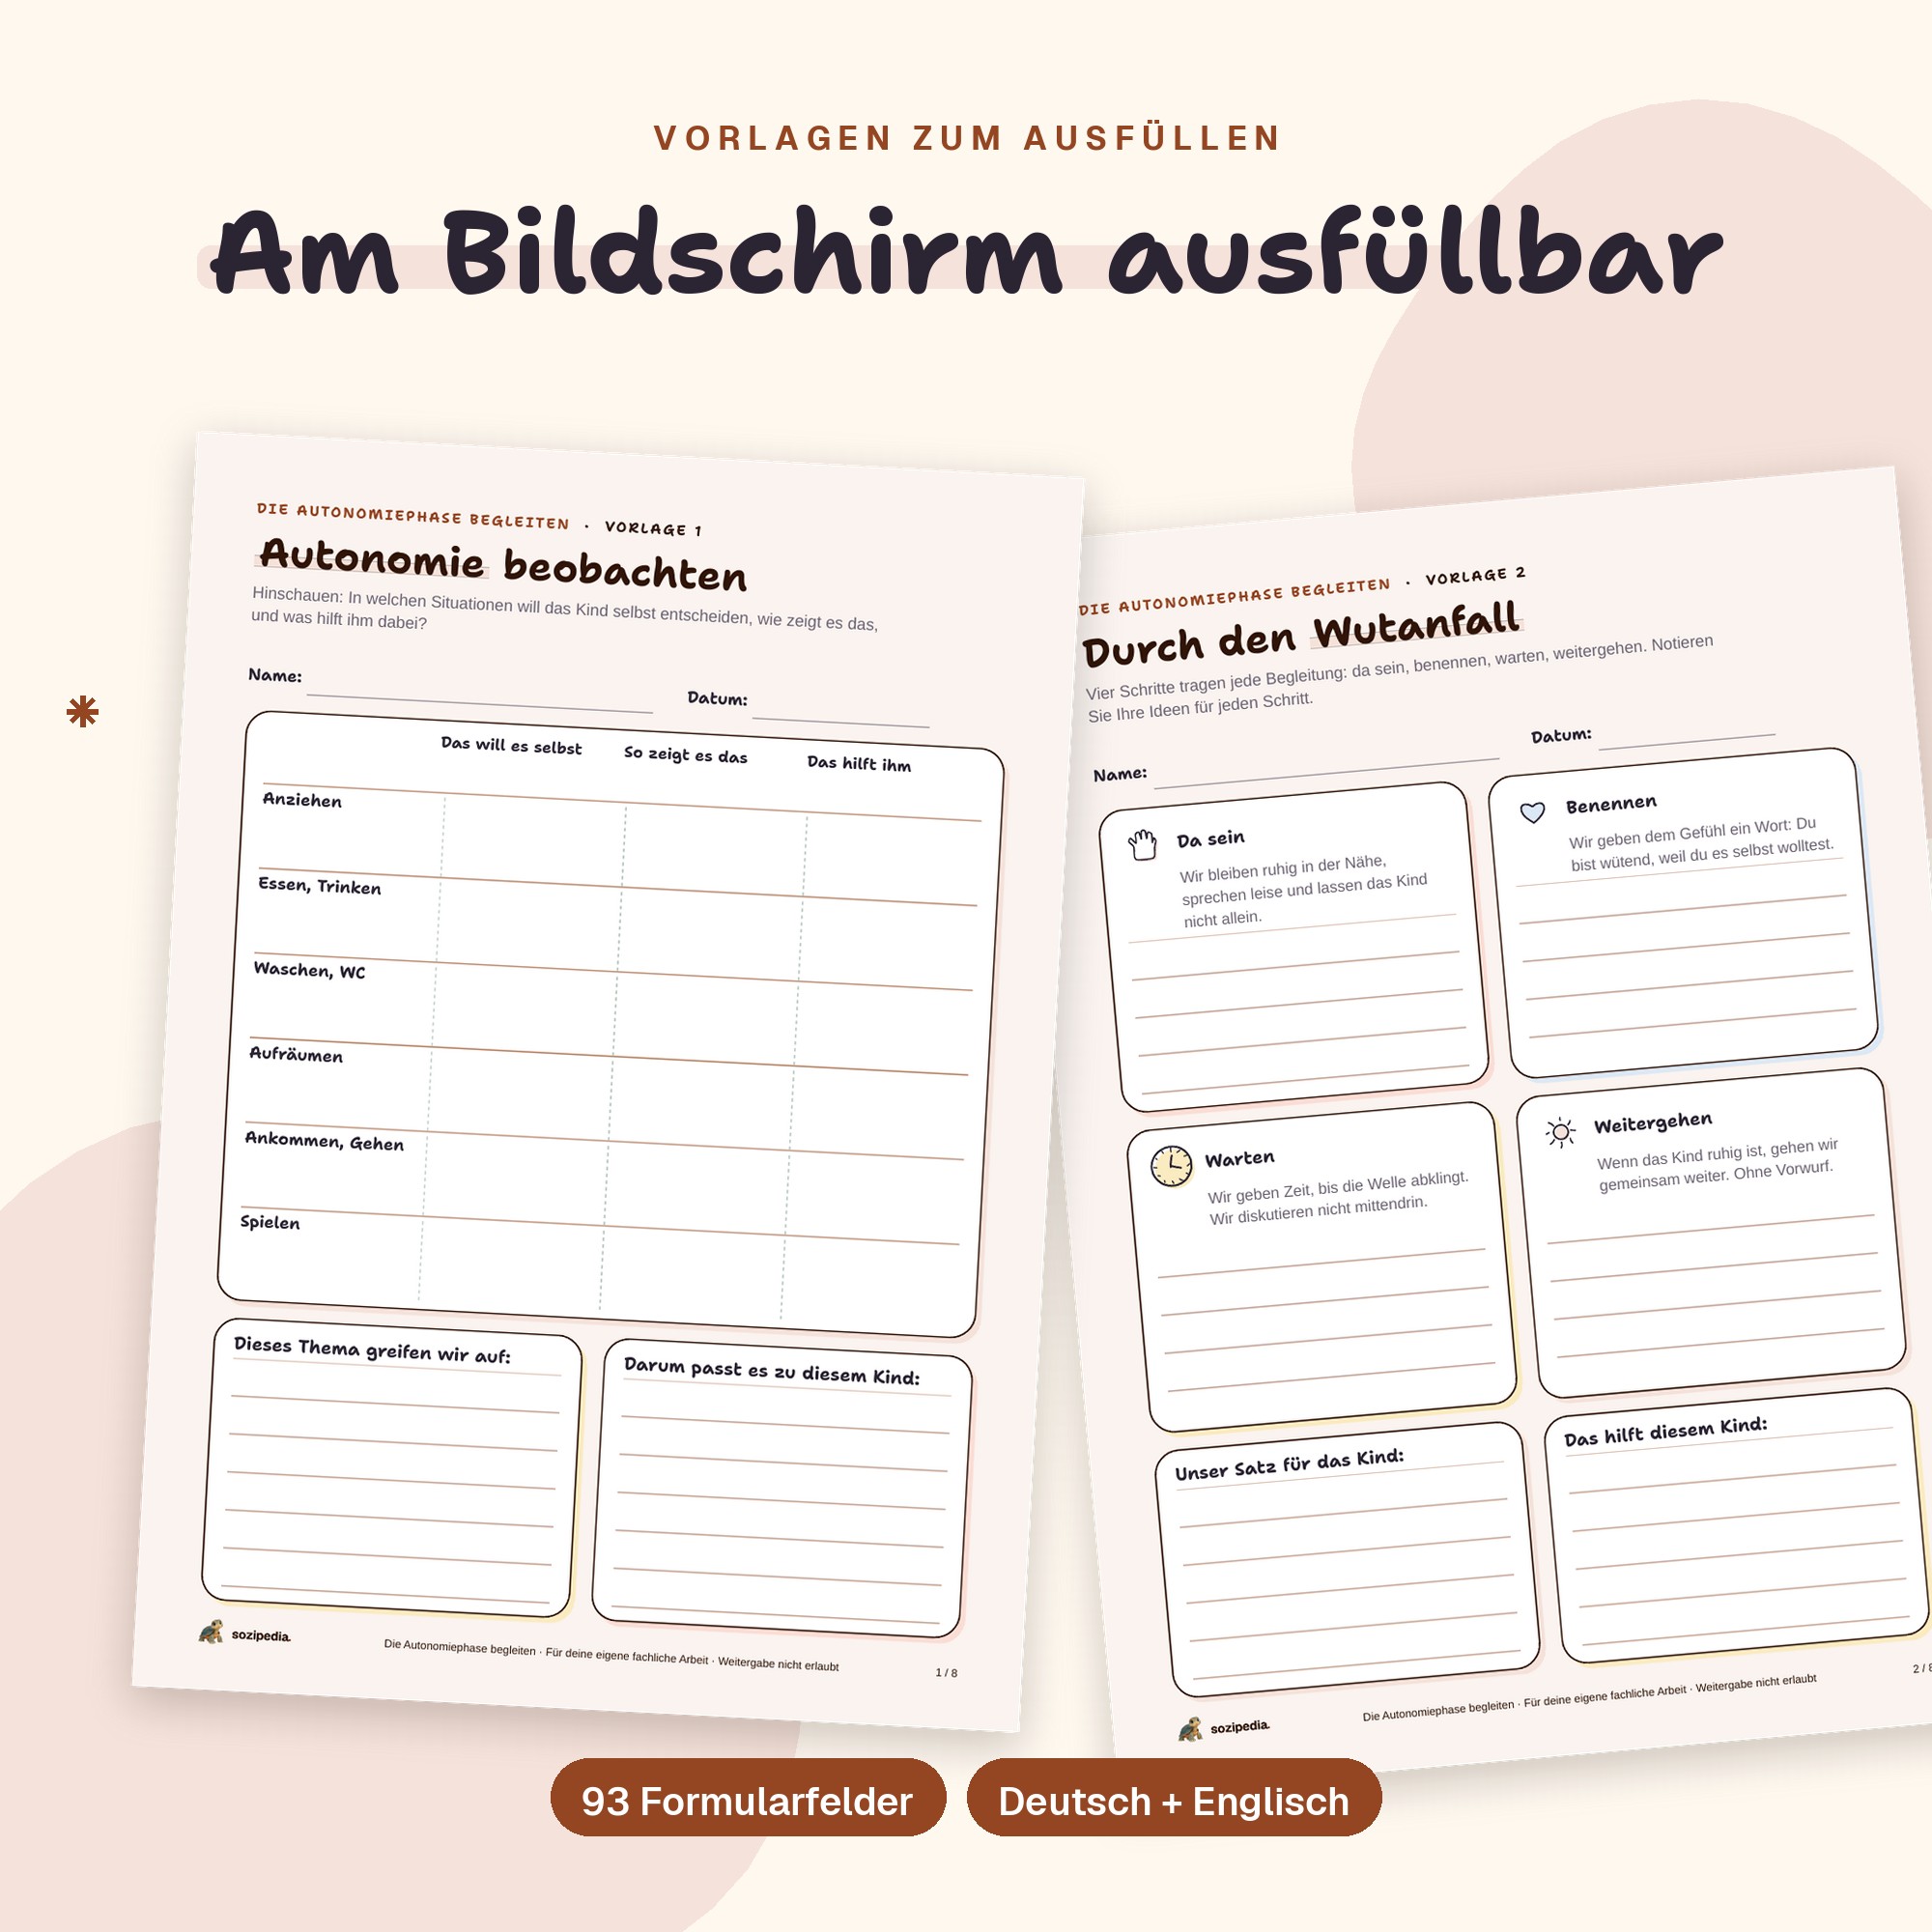 VORLAGEN ZUM AUSFÜLLEN
Am Bildschirm ausfüllbar
DIE AUTONOMIEPHASE BEGLEITEN · VORLAGE 1
Autonomie beobachten
Hinschauen: In welchen Situationen will das Kind selbst entscheiden, wie zeigt es das,
und was hilft ihm dabei?
Name:
Datum:
Das will es selbst
So zeigt es das
Das hilft ihm
Anziehen
Essen, Trinken
Waschen, WC
Aufräumen
Ankommen, Gehen
Spielen
Dieses Thema greifen wir auf:
Darum passt es zu diesem Kind:
sozipedia.
Die Autonomiephase begleiten · Für deine eigene fachliche Arbeit · Weitergabe nicht erlaubt
1 / 8
DIE AUTONOMIEPHASE BEGLEITEN · VORLAGE 2
Durch den Wutanfall
Vier Schritte tragen jede Begleitung: da sein, benennen, warten, weitergehen. Notieren
Sie Ihre Ideen für jeden Schritt.
Name:
Datum:
Da sein
Wir bleiben ruhig in der Nähe,
sprechen leise und lassen das Kind
nicht allein.
Benennen
Wir geben dem Gefühl ein Wort: Du
bist wütend, weil du es selbst wolltest.
Warten
Wir geben Zeit, bis die Welle abklingt.
Wir diskutieren nicht mittendrin.
Weitergehen
Wenn das Kind ruhig ist, gehen wir
gemeinsam weiter. Ohne Vorwurf.
Unser Satz für das Kind:
Das hilft diesem Kind:
sozipedia.
Die Autonomiephase begleiten · Für deine eigene fachliche Arbeit · Weitergabe nicht erlaubt
2 / 8
93 Formularfelder
Deutsch + Englisch